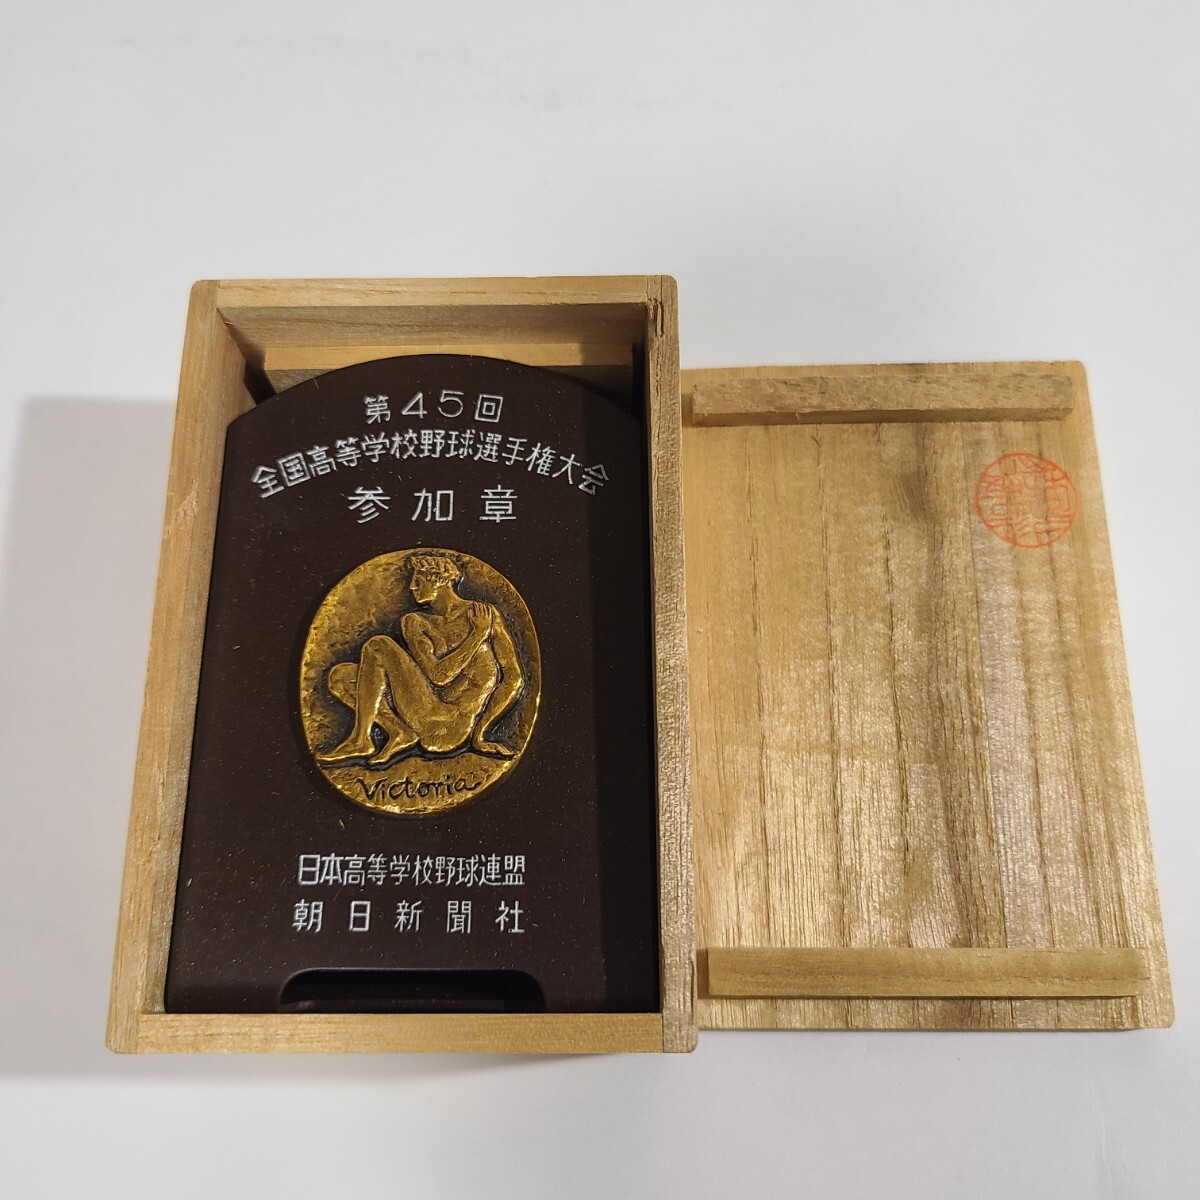 第45回
全国高等学校野球選手権大会
参加章
Victoria
日本高等学校野球連盟
朝日新聞社